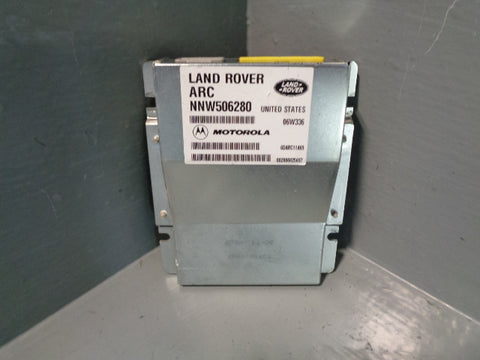 LAND ROVER
ARC
NNW506280
LAND-
ROVER
UNITED STATES
06W336
MOTOROLA